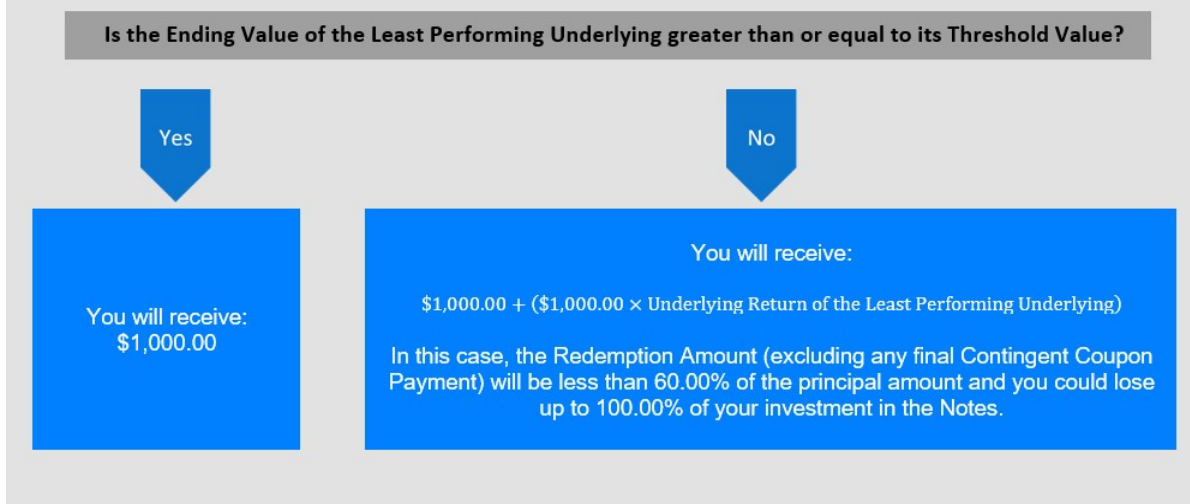 Is the Ending Value of the Least Performing Underlying greater than or equal to its Threshold Value?
Yes
No
You will receive:
$1,000.00
You will receive:
$1,000.00 + ($1,000.00 × Underlying Return of the Least Performing Underlying)
In this case, the Redemption Amount (excluding any final Contingent Coupon
Payment) will be less than 60.00% of the principal amount and you could lose
up to 100.00% of your investment in the Notes.